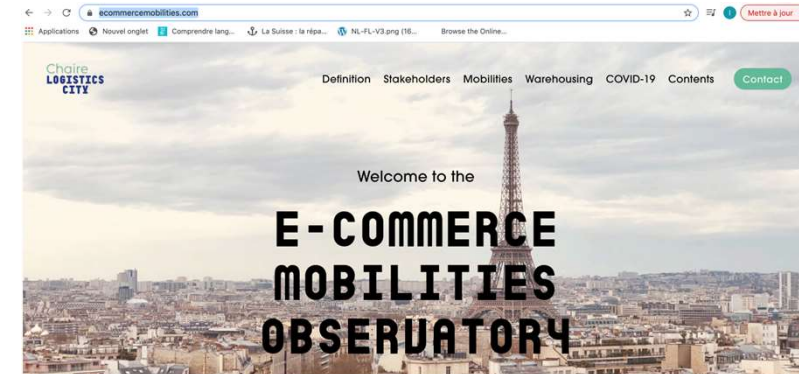 ecommercemobilities.com
Mettre à jour
Applications Nouvel onglet Comprendre lang... La Suisse : la répa... NL-FL-V3.png (16... Browse the Online...
Chaire
LOGISTICS
CITY
Definition Stakeholders Mobilities Warehousing COVID-19 Contents Contact
Welcome to the
E-COMMERCE
MOBILITIES
OBSERVATORY